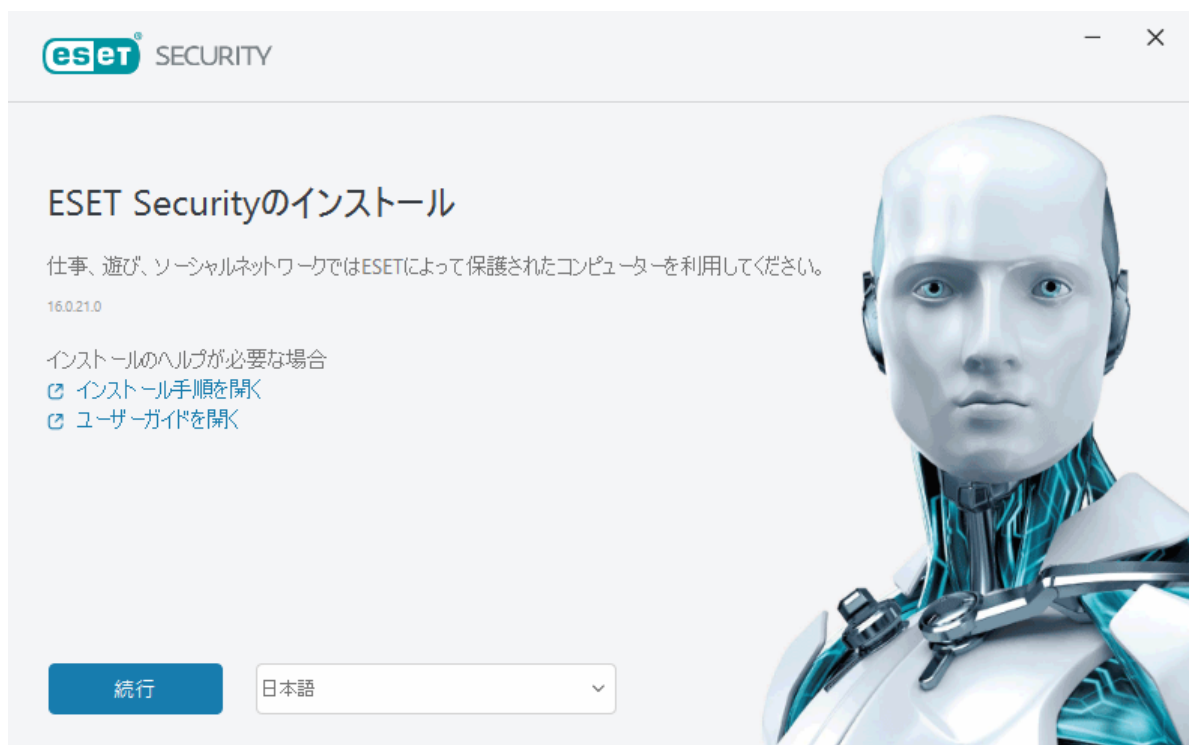 eset® SECURITY
ESET Securityのインストール
仕事、遊び、ソーシャルネットワークではESETによって保護されたコンピューターを利用してください。
16.0.21.0
インストールのヘルプが必要な場合
インストール手順を開く
ユーザーガイドを開く
続行
日本語